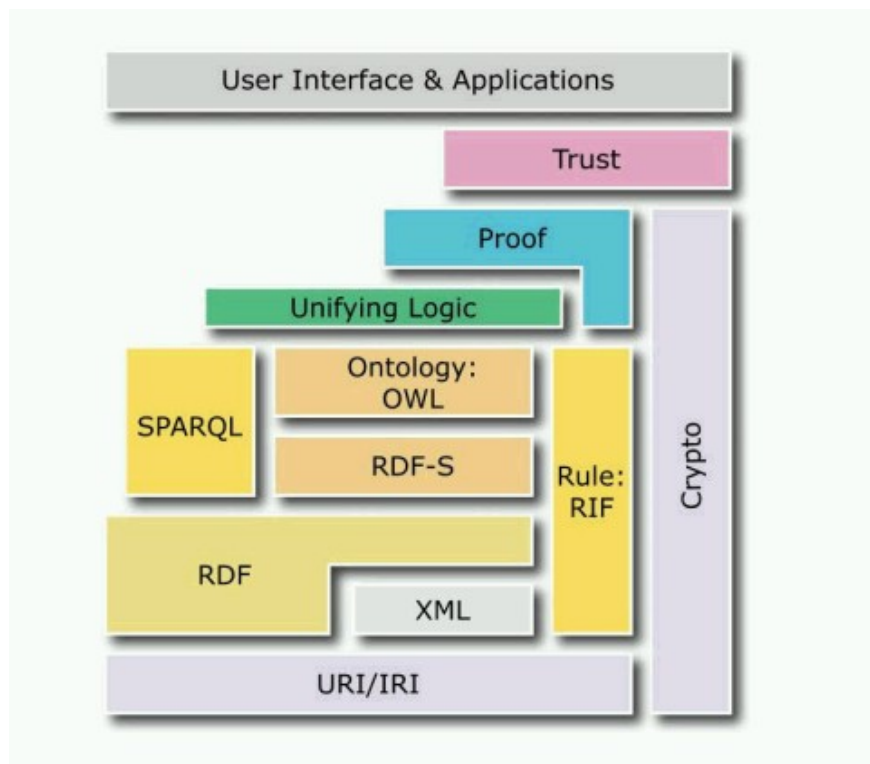 User Interface & Applications
Trust
Proof
Unifying Logic
Ontology:
OWL
SPARQL
RDF-S
Rule:
RIF
Crypto
RDF
XML
URI/IRI